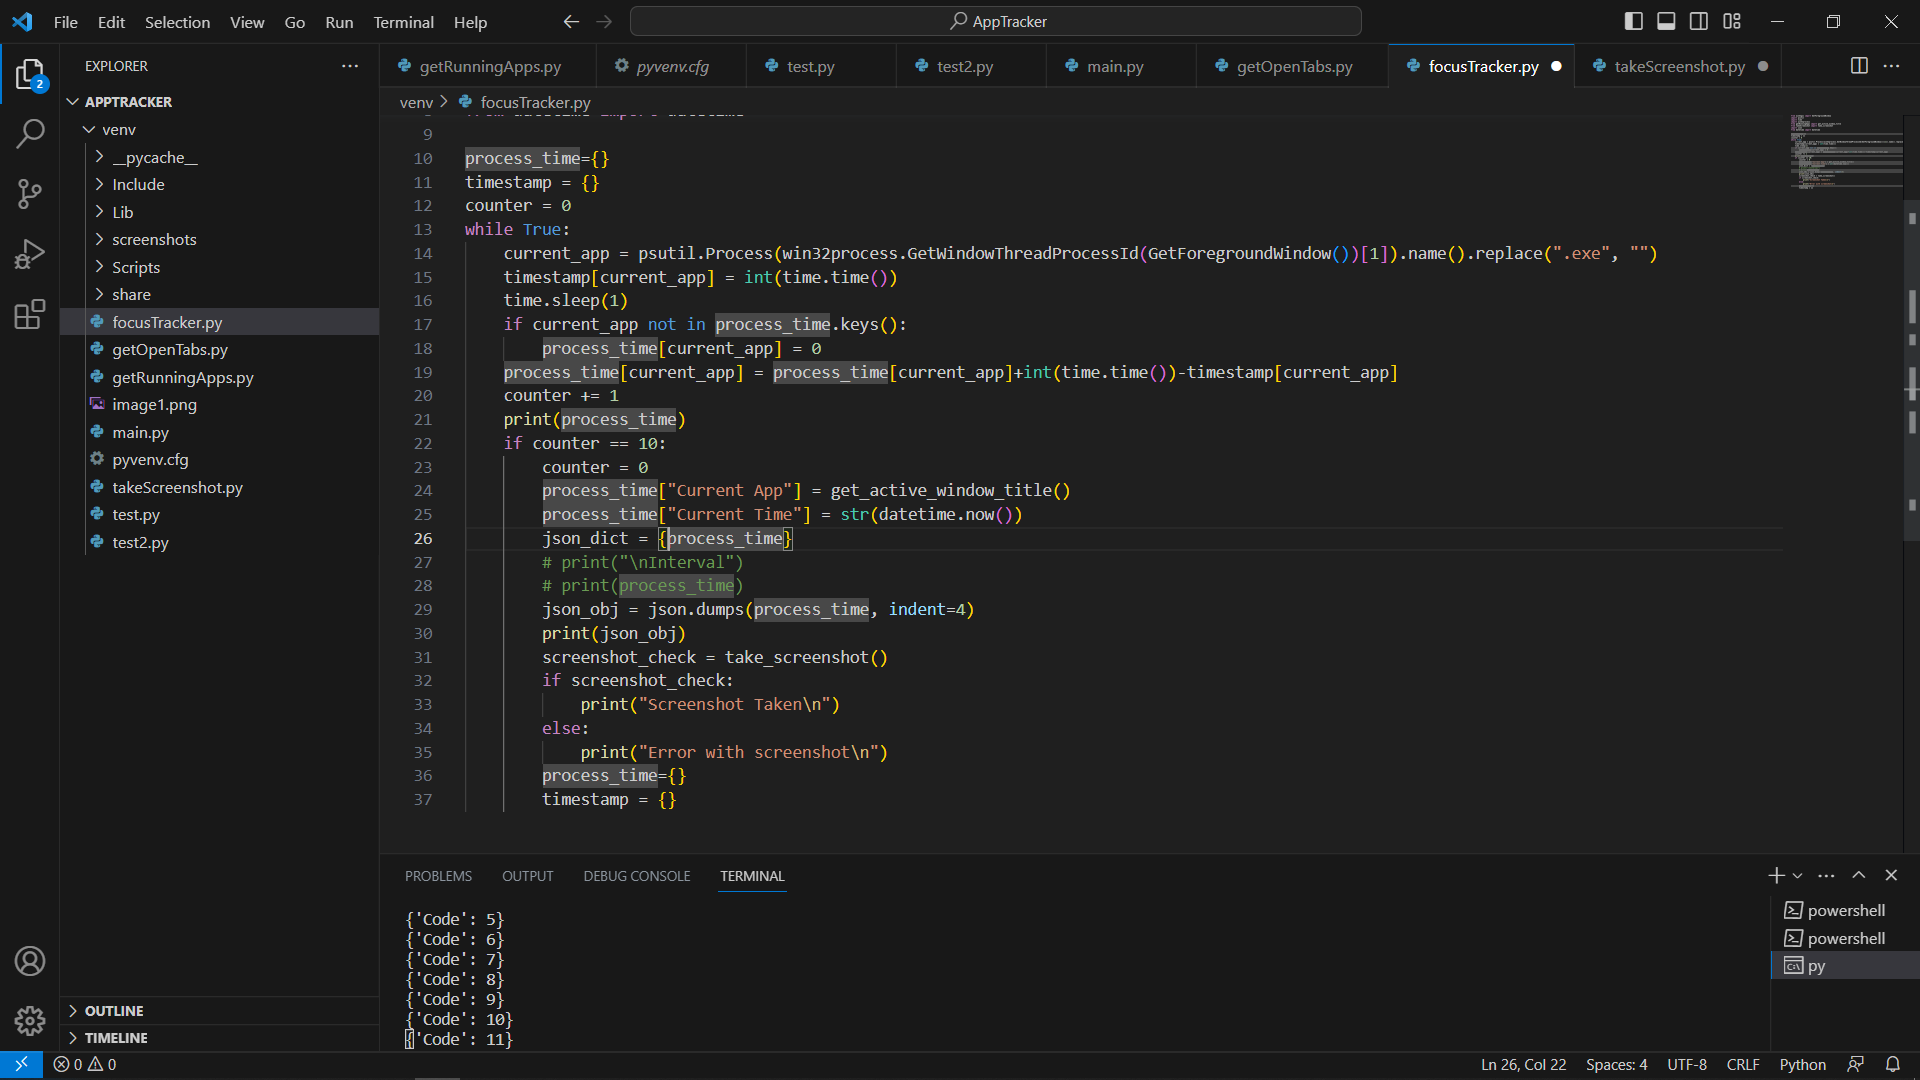 File Edit Selection View Go Run Terminal Help
AppTracker
EXPLORER
2
APPTRACKER
venv
__pycache__
Include
Lib
screenshots
Scripts
share
focusTracker.py
getOpenTabs.py
getRunningApps.py
image1.png
main.py
pyvenv.cfg
takeScreenshot.py
test.py
test2.py
OUTLINE
TIMELINE
getRunningApps.py pyvenv.cfg test.py test2.py main.py getOpenTabs.py focusTracker.py takeScreenshot.py
venv > focusTracker.py
9
10 process_time={}
11 timestamp = {}
12 counter = 0
13 while True:
14 current_app = psutil.Process(win32process.GetWindowThreadProcessId(GetForegroundWindow())[1]).name().replace(".exe", "")
15 timestamp[current_app] = int(time.time())
16 time.sleep(1)
17 if current_app not in process_time.keys():
18 process_time[current_app] = 0
19 process_time[current_app] = process_time[current_app]+int(time.time())-timestamp[current_app]
20 counter += 1
21 print(process_time)
22 if counter == 10:
23 counter = 0
24 process_time["Current App"] = get_active_window_title()
25 process_time["Current Time"] = str(datetime.now())
26 json_dict = {process_time}
27 # print("\nInterval")
28 # print(process_time)
29 json_obj = json.dumps(process_time, indent=4)
30 print(json_obj)
31 screenshot_check = take_screenshot()
32 if screenshot_check:
33 print("Screenshot Taken\n")
34 else:
35 print("Error with screenshot\n")
36 process_time={}
37 timestamp = {}
PROBLEMS OUTPUT DEBUG CONSOLE TERMINAL
{'Code': 5}
{'Code': 6}
{'Code': 7}
{'Code': 8}
{'Code': 9}
{'Code': 10}
{'Code': 11}
powershell
powershell
py
0 0
Ln 26, Col 22 Spaces: 4 UTF-8 CRLF Python